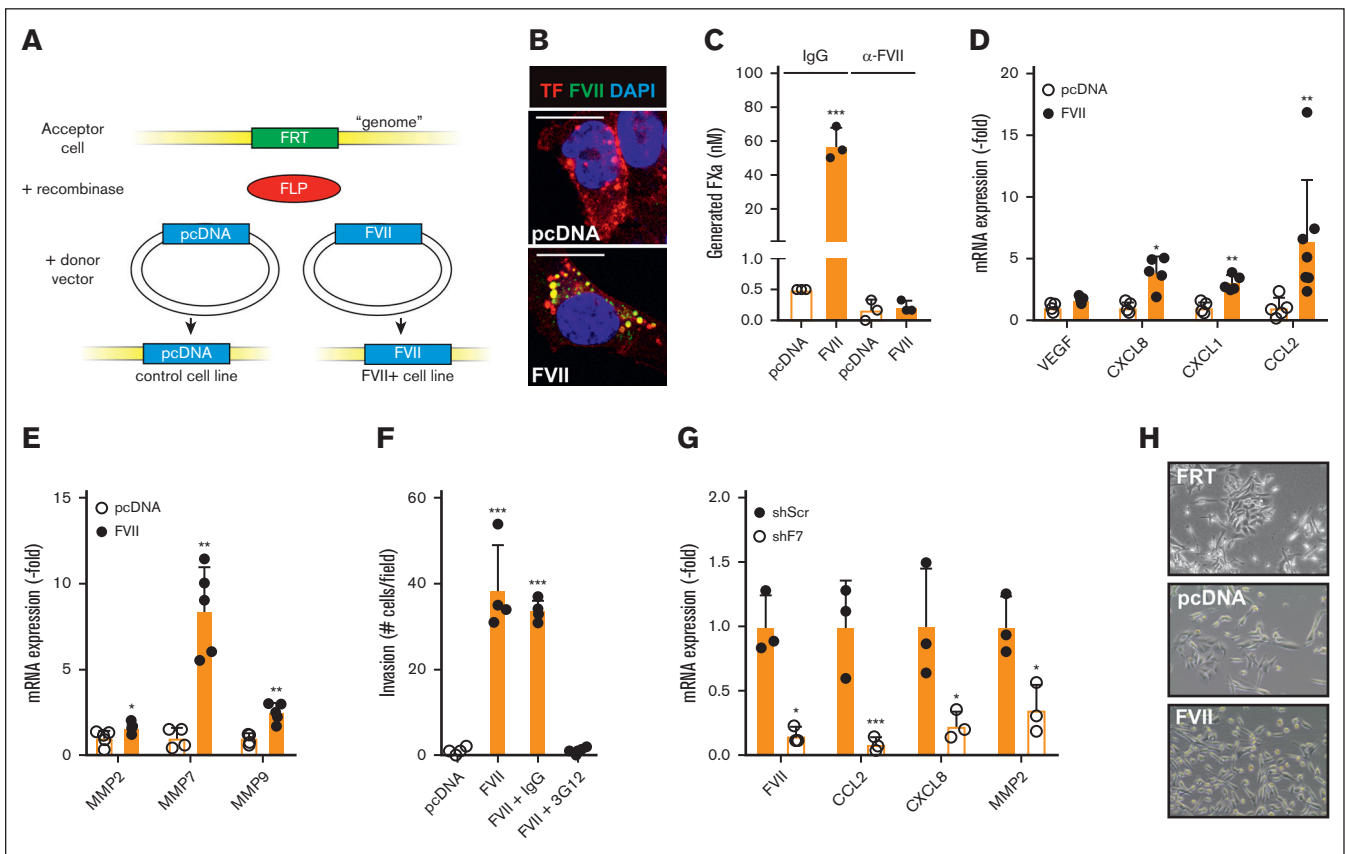 A
Acceptor cell
FRT
"genome"
+ recombinase
FLP
pcDNA
FVII
+ donor vector
pcDNA
FVII
control cell line
FVII+ cell line
B
TF FVII DAPI
pcDNA
FVII
C
IgG
α-FVII
Generated FXa (nM)
100
80
60
40
20
1.0
0.5
0.0
***
pcDNA
FVII
pcDNA
FVII
D
mRNA expression (-fold)
20
15
10
5
0
pcDNA
FVII
*
**
**
VEGF
CXCL8
CXCL1
CCL2
E
mRNA expression (-fold)
15
10
5
0
pcDNA
FVII
*
**
**
MMP2
MMP7
MMP9
F
Invasion (# cells/field)
60
40
20
0
***
***
pcDNA
FVII
FVII + IgG
FVII + 3G12
G
mRNA expression (-fold)
2.0
1.5
1.0
0.5
0.0
shScr
shF7
*
***
*
*
FVII
CCL2
CXCL8
MMP2
H
FRT
pcDNA
FVII